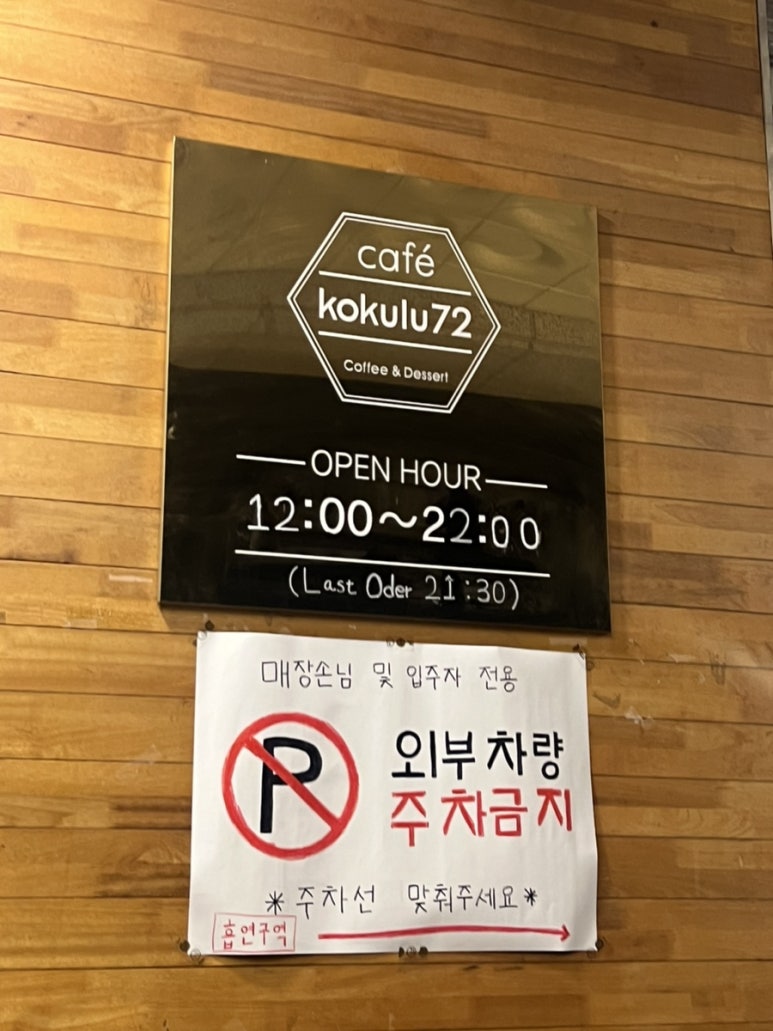 café
kokulu72
Coffee & Dessert
OPEN HOUR
12:00~22:00
(Last Oder 21:30)
매장손님 및 입주자 전용
P
외부차량
주차금지
*주차선 맞춰주세요*
흡연구역